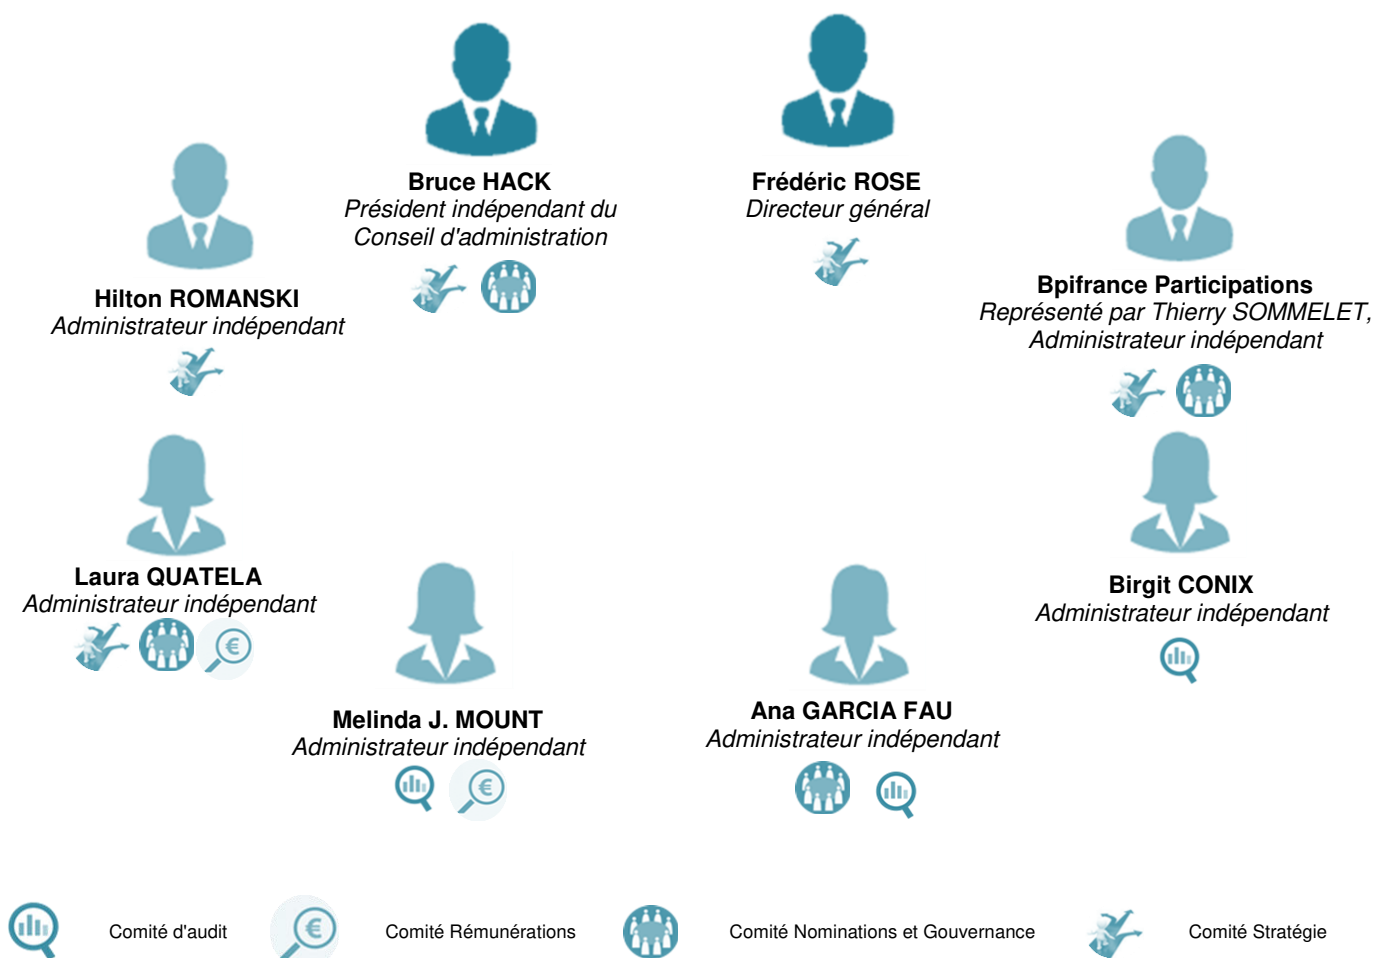 Bruce HACK
Président indépendant du
Conseil d'administration
Frédéric ROSE
Directeur général
Hilton ROMANSKI
Administrateur indépendant
Bpifrance Participations
Représenté par Thierry SOMMELET,
Administrateur indépendant
Laura QUATELA
Administrateur indépendant
Birgit CONIX
Administrateur indépendant
Melinda J. MOUNT
Administrateur indépendant
Ana GARCIA FAU
Administrateur indépendant
Comité d'audit
Comité Rémunérations
Comité Nominations et Gouvernance
Comité Stratégie